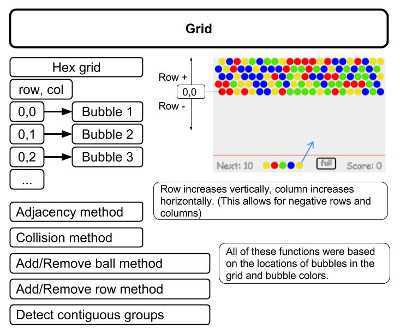 Grid
Hex grid
row, col
0,0 Bubble 1
0,1 Bubble 2
0,2 Bubble 3
...
Row +
0,0
Row -
Next: 10 full Score: 0
Row increases vertically, column increases
horizontally. (This allows for negative rows and
columns)
Adjacency method
Collision method
Add/Remove ball method
Add/Remove row method
Detect contiguous groups
All of these functions were based
on the locations of bubbles in the
grid and bubble colors.